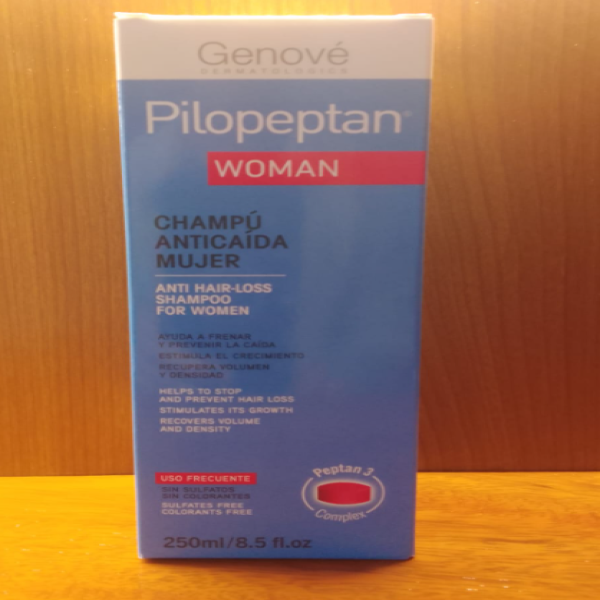 Genové
DERMATOLOGICS
Pilopeptan
WOMAN
CHAMPÚ
ANTICAÍDA
MUJER
ANTI HAIR-LOSS
SHAMPOO
FOR WOMEN
AYUDA A FRENAR
Y PREVENIR LA CAÍDA
ESTIMULA EL CRECIMIENTO
RECUPERA VOLUMEN
Y DENSIDAD
HELPS TO STOP
AND PREVENT HAIR LOSS
STIMULATES ITS GROWTH
RECOVERS VOLUME
AND DENSITY
USO FRECUENTE
SIN SULFATOS
SIN COLORANTES
SULFATES FREE
COLORANTS FREE
Peptan 3
Complex
250ml/8.5 fl.oz